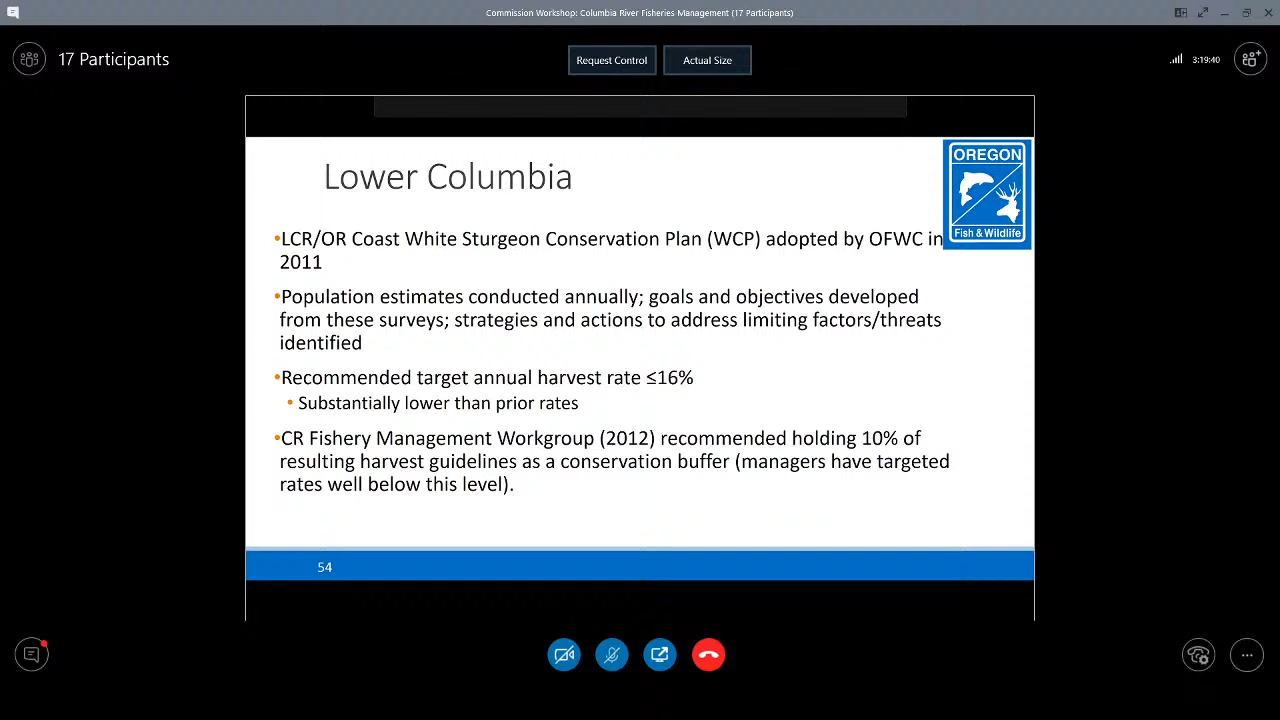 Commission Workshop: Columbia River Fisheries Management (17 Participants)
17 Participants
Request Control
Actual Size
3:19:40
OREGON
Fish & Wildlife
Lower Columbia
•LCR/OR Coast White Sturgeon Conservation Plan (WCP) adopted by OFWC in
2011
•Population estimates conducted annually; goals and objectives developed
from these surveys; strategies and actions to address limiting factors/threats
identified
•Recommended target annual harvest rate ≤16%
• Substantially lower than prior rates
•CR Fishery Management Workgroup (2012) recommended holding 10% of
resulting harvest guidelines as a conservation buffer (managers have targeted
rates well below this level).
54